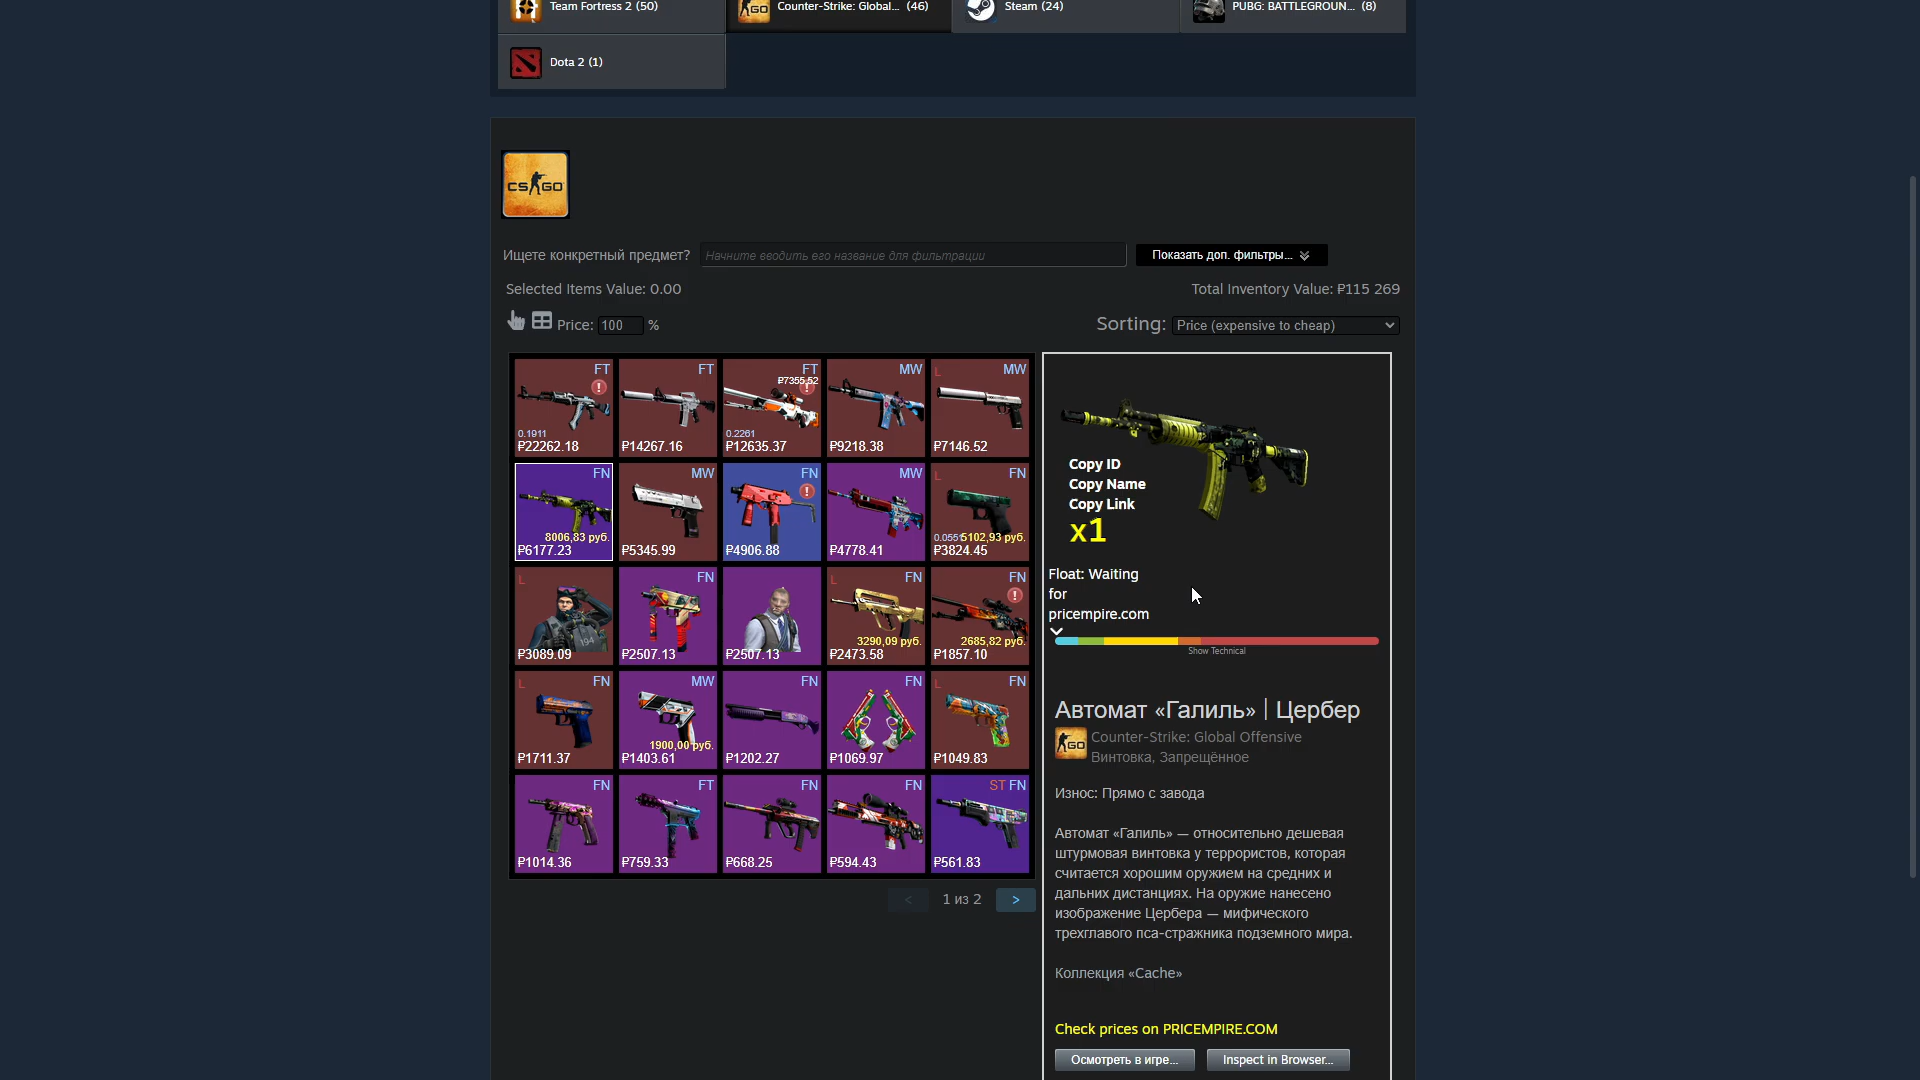 Team Fortress 2 (50)
Counter-Strike: Global... (46)
Steam (24)
PUBG: BATTLEGROUN... (8)
Dota 2 (1)
CS GO
Ищете конкретный предмет?
Начните вводить его название для фильтрации
Показать доп. фильтры...
Selected Items Value: 0.00
Total Inventory Value: ₽115 269
Price: 100 %
Sorting: Price (expensive to cheap)
FT
0.1911
₽22262.18
FT
₽14267.16
FT
₽7355.52
0.2261
₽12635.37
MW
₽9218.38
L MW
₽7146.52
FN
8006,83 руб.
₽6177.23
MW
₽5345.99
FN
₽4906.88
MW
₽4778.41
L FN
0.0551
5102,93 руб.
₽3824.45
L
₽3089.09
FN
₽2507.13
₽2507.13
L FN
3290,09 руб.
₽2473.58
FN
2685,82 руб.
₽1857.10
L FN
₽1711.37
MW
1900,00 руб.
₽1403.61
FN
₽1202.27
FN
₽1069.97
L FN
₽1049.83
FN
₽1014.36
FT
₽759.33
FN
₽668.25
FN
₽594.43
ST FN
₽561.83
<
1 из 2
>
Copy ID
Copy Name
Copy Link
x1
Float: Waiting
for
pricempire.com
Show Technical
Автомат «Галиль» | Цербер
Counter-Strike: Global Offensive
Винтовка, Запрещённое
Износ: Прямо с завода
Автомат «Галиль» — относительно дешевая
штурмовая винтовка у террористов, которая
считается хорошим оружием на средних и
дальних дистанциях. На оружие нанесено
изображение Цербера — мифического
трехглавого пса-стражника подземного мира.
Коллекция «Cache»
Check prices on PRICEMPIRE.COM
Осмотреть в игре...
Inspect in Browser...